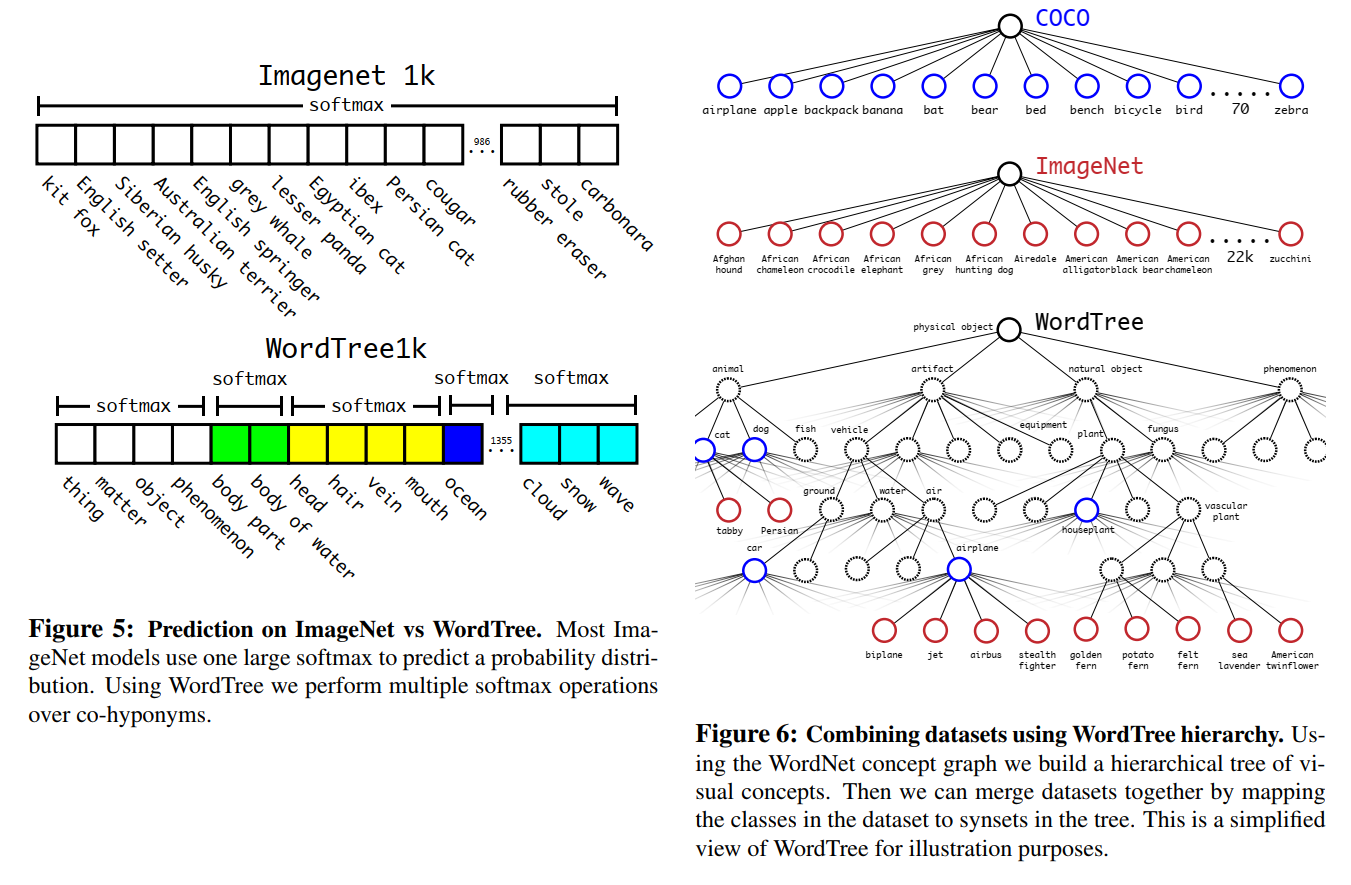 Imagenet 1k
softmax
986
...
kit fox
English setter
Siberian husky
Australian terrier
English springer
grey whale
lesser panda
Egyptian cat
ibex
Persian cat
cougar
rubber eraser
stole
carbonara
WordTree1k
softmax softmax softmax
softmax softmax
1355
...
thing
matter
object
phenomenon
body part
body of water
head
hair
vein
mouth
ocean
cloud
snow
wave
Figure 5: Prediction on ImageNet vs WordTree. Most Ima-
geNet models use one large softmax to predict a probability distri-
bution. Using WordTree we perform multiple softmax operations
over co-hyponyms.
COCO
airplane apple backpack banana bat bear bed bench bicycle bird ..... 70 zebra
ImageNet
Afghan hound
African chameleon
African crocodile
African elephant
African grey
African hunting dog
Airedale
American alligator
American black bear
American chameleon
..... 22k
zucchini
WordTree
physical object
animal artifact natural object phenomenon
cat dog fish vehicle equipment plant fungus
ground water air
tabby Persian houseplant vascular plant
car airplane
biplane jet airbus stealth fighter golden fern potato fern felt fern sea lavender American twinflower
Figure 6: Combining datasets using WordTree hierarchy. Us-
ing the WordNet concept graph we build a hierarchical tree of vi-
sual concepts. Then we can merge datasets together by mapping
the classes in the dataset to synsets in the tree. This is a simplified
view of WordTree for illustration purposes.